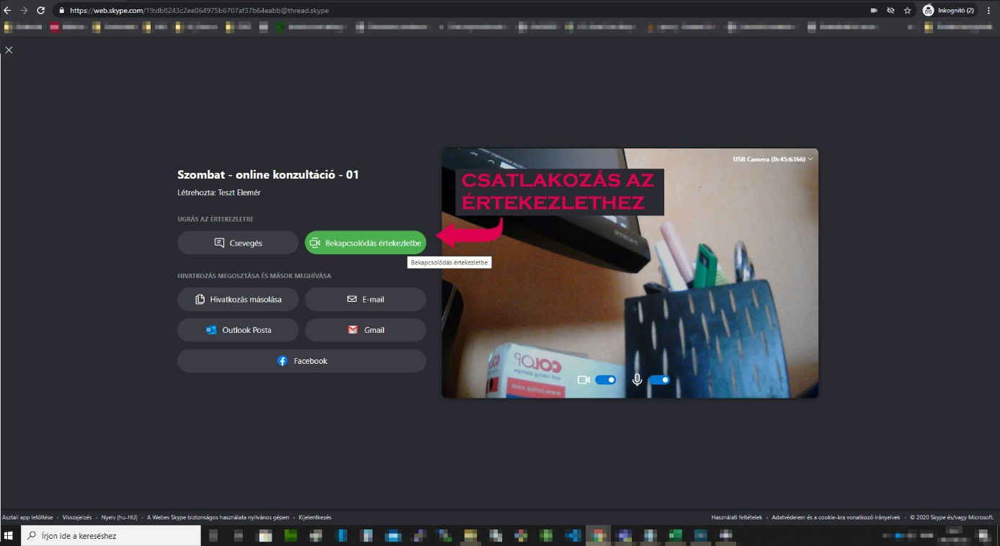 https://web.skype.com/19:db8243c2ee064975b6707af37b64eabb@thread.skype
Inkognitó (2)
USB Camera (0c45:6366)
CSATLAKOZÁS AZ
ÉRTEKEZLETHEZ
Szombat - online konzultáció - 01
Létrehozta: Teszt Elemér
UGRÁS AZ ÉRTEKEZLETRE
Csevegés
Bekapcsolódás értekezletbe
Bekapcsolódás értekezletbe
HIVATKOZÁS MEGOSZTÁSA ÉS MÁSOK MEGHÍVÁSA
Hivatkozás másolása
E-mail
Outlook Posta
Gmail
Facebook
COLOP
www.colop.com
Asztali app letöltése · Visszajelzés · Nyelv (hu-HU) · A Webes Skype biztonságos használata nyilvános gépen · Kijelentkezés
Használati feltételek · Adatvédelem és a cookie-kra vonatkozó irányelvek · © 2020 Skype és/vagy Microsoft.
Írjon ide a kereséshez